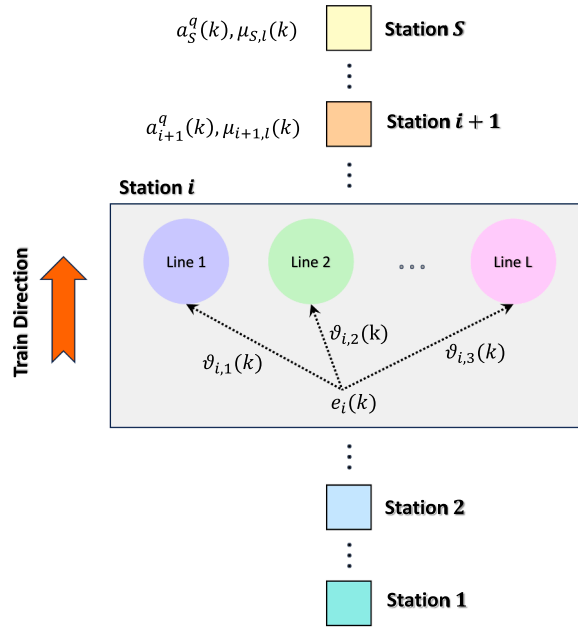 a_S^q(k), μ_{S,l}(k) Station S
a_{i+1}^q(k), μ_{i+1,l}(k) Station i + 1
Station i
Line 1 Line 2 Line L
Train Direction
ϑ_{i,1}(k) ϑ_{i,2}(k) ϑ_{i,3}(k)
e_i(k)
Station 2
Station 1